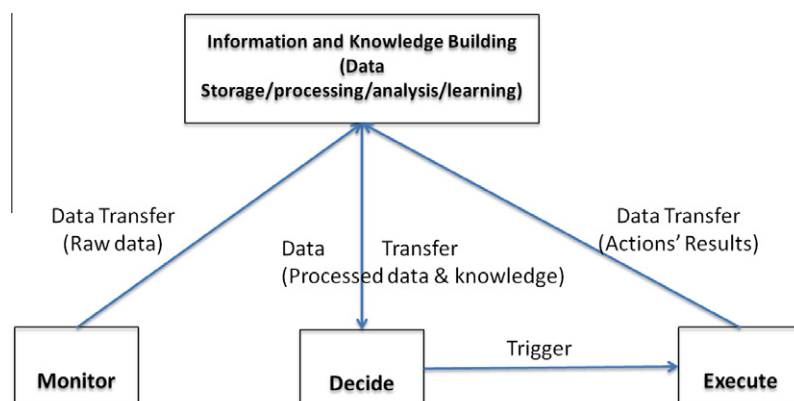 Information and Knowledge Building
(Data
Storage/processing/analysis/learning)
Data Transfer
(Raw data)
Data Transfer
(Processed data & knowledge)
Data Transfer
(Actions’ Results)
Trigger
Monitor
Decide
Execute